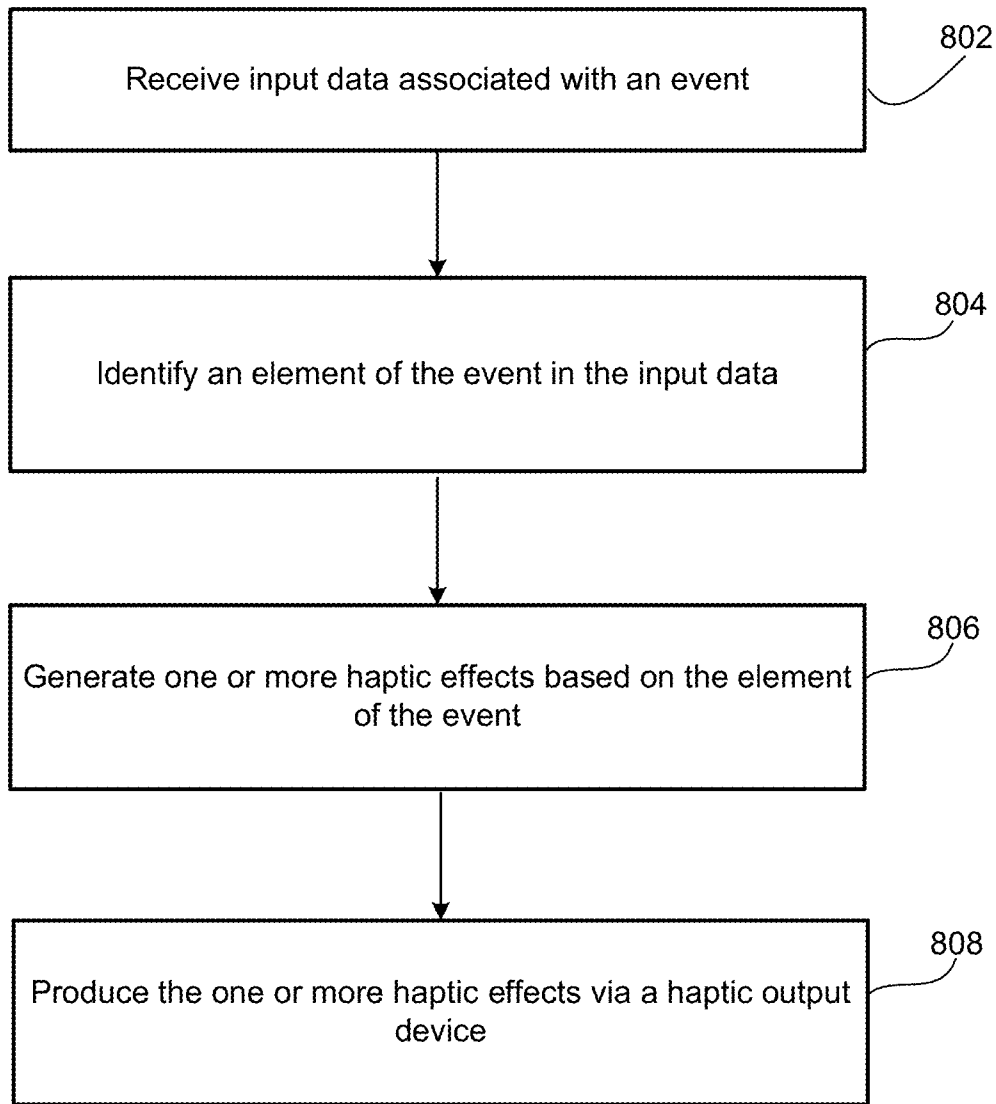 802
Receive input data associated with an event
804
Identify an element of the event in the input data
806
Generate one or more haptic effects based on the element
of the event
808
Produce the one or more haptic effects via a haptic output
device